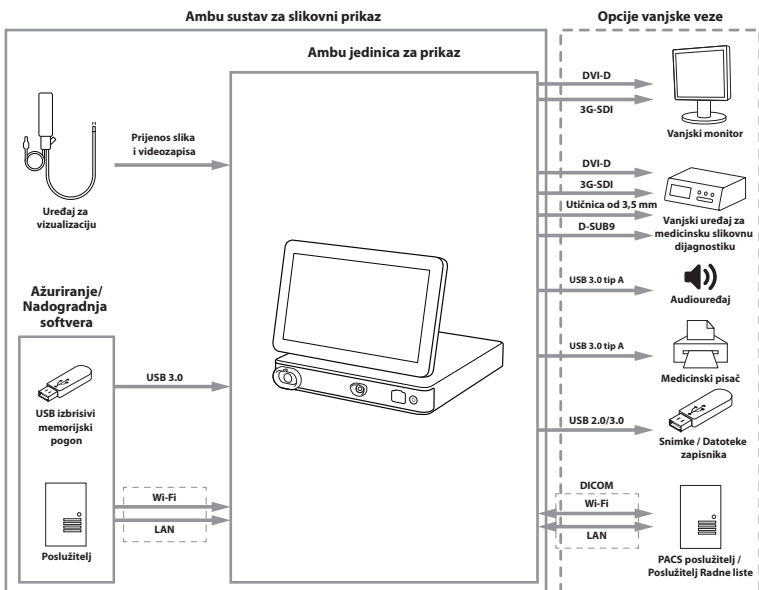 Ambu sustav za slikovni prikaz
Opcije vanjske veze
Ambu jedinica za prikaz
Prijenos slika
i videozapisa
Uređaj za
vizualizaciju
Ažuriranje/
Nadogradnja
softvera
USB 3.0
USB izbrisivi
memorijski
pogon
Wi-Fi
LAN
Poslužitelj
DVI-D
3G-SDI
Vanjski monitor
DVI-D
3G-SDI
Utičnica od 3,5 mm
D-SUB9
Vanjski uređaj za
medicinsku slikovnu
dijagnostiku
USB 3.0 tip A
Audiouređaj
USB 3.0 tip A
Medicinski pisač
USB 2.0/3.0
Snimke / Datoteke
zapisnika
DICOM
Wi-Fi
LAN
PACS poslužitelj /
Poslužitelj Radne liste